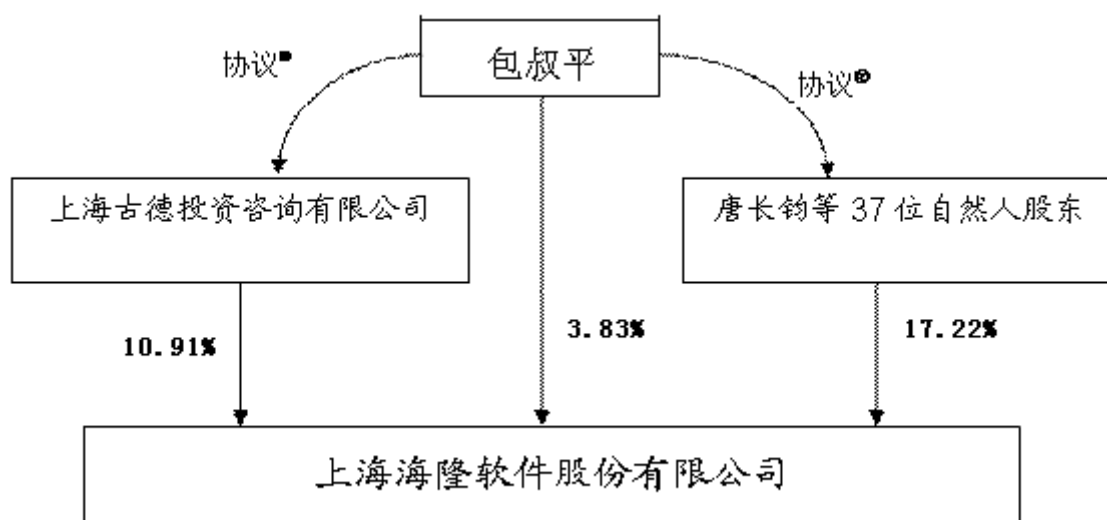 包叔平
协议
协议
上海古德投资咨询有限公司
唐长钧等 37 位自然人股东
10.91%
3.83%
17.22%
上海海隆软件股份有限公司